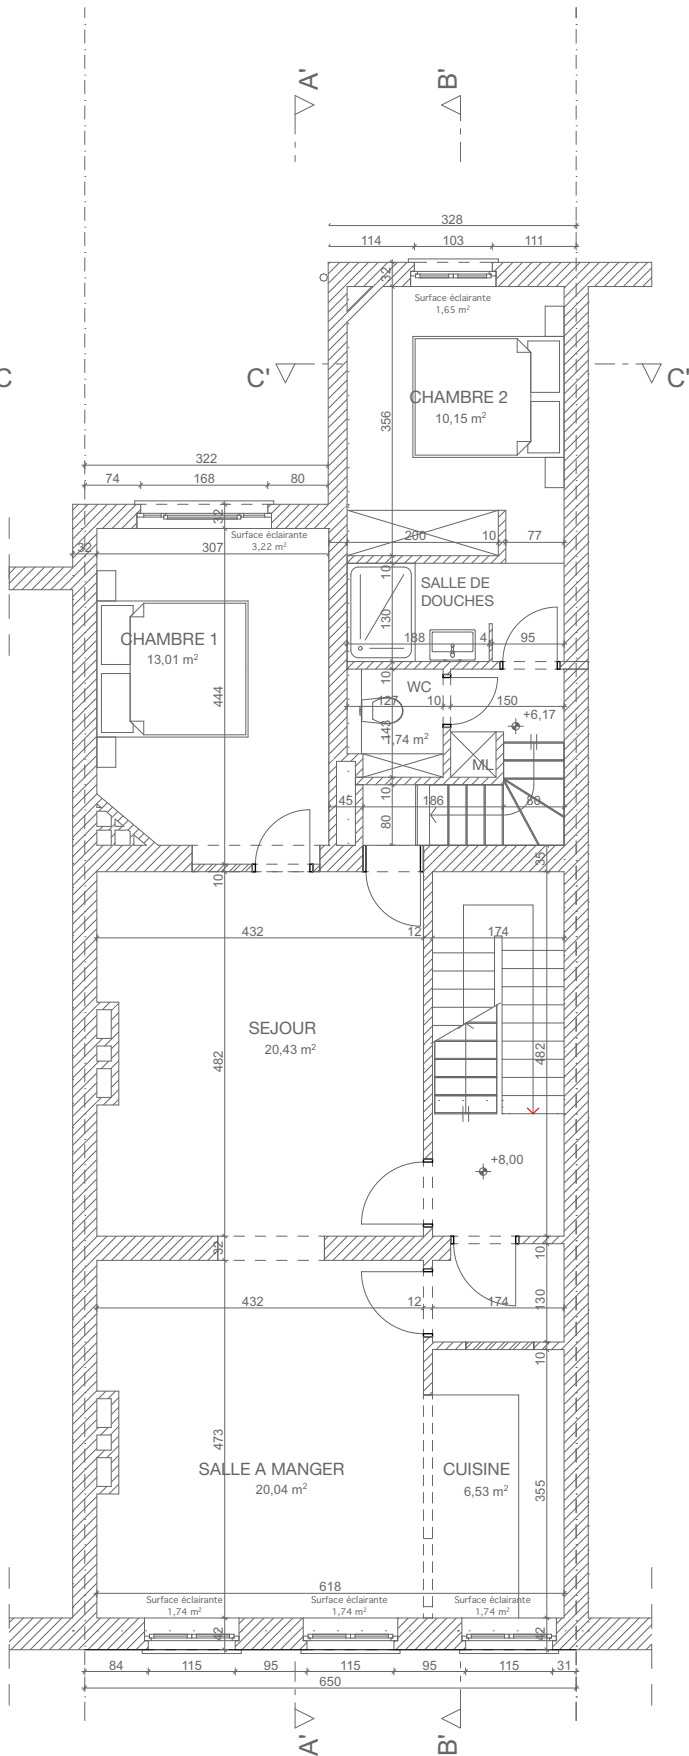 A'
B'
328
114
103
111
32
Surface éclairante
1,65 m²
C
C'
C'
CHAMBRE 2
10,15 m²
356
322
74
168
80
32
Surface éclairante
3,22 m²
32
307
200
10
77
10
SALLE DE
DOUCHES
130
188
4
95
CHAMBRE 1
13,01 m²
10
WC
444
127
10
150
+6,17
143
1,74 m²
ML
10
45
186
80
80
35
10
432
12
174
SEJOUR
20,43 m²
482
482
+8,00
32
10
432
12
174
130
10
473
SALLE A MANGER
20,04 m²
CUISINE
6,53 m²
355
618
Surface éclairante
1,74 m²
Surface éclairante
1,74 m²
Surface éclairante
1,74 m²
42
42
84
115
95
115
95
115
31
650
A'
B'